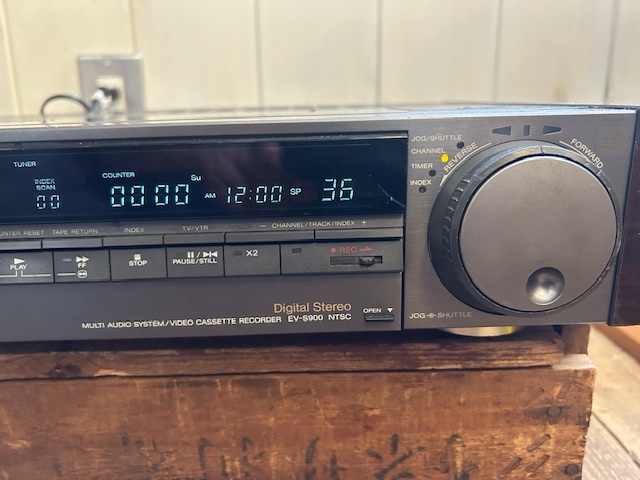 TUNER
INDEX SCAN
00
COUNTER
0000
Su
AM 12:00 SP
36
TAPE RETURN
INDEX
TV/VTR
− CHANNEL/TRACK/INDEX +
PLAY
FF
STOP
PAUSE/STILL
X2
REC
Digital Stereo
MULTI AUDIO SYSTEM/VIDEO CASSETTE RECORDER EV-S900 NTSC
OPEN
JOG/SHUTTLE
CHANNEL
TIMER
INDEX
REVERSE
FORWARD
JOG SHUTTLE